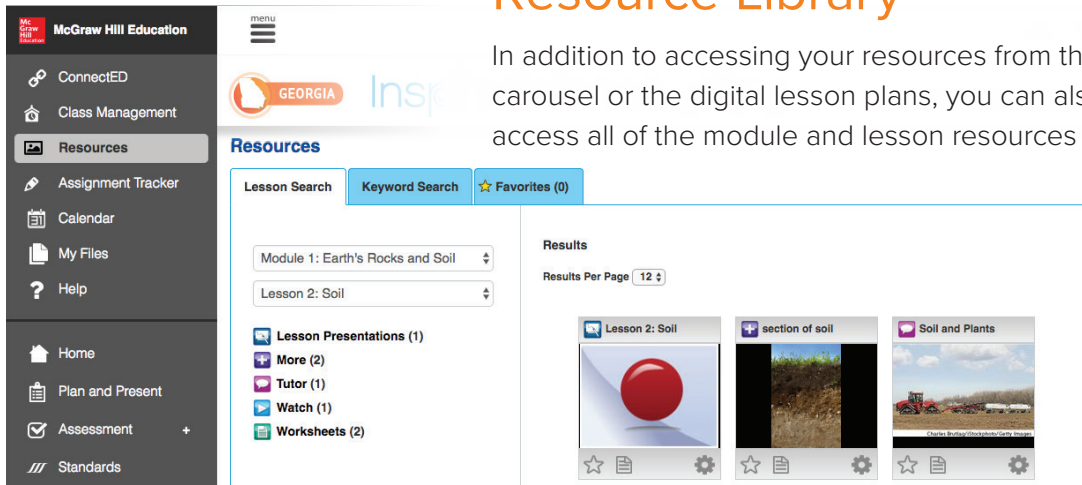 Resource Library
In addition to accessing your resources from th
carousel or the digital lesson plans, you can als
access all of the module and lesson resources
Mc
Graw
Hill
Education
McGraw Hill Education
ConnectED
Class Management
Resources
Assignment Tracker
Calendar
My Files
Help
Home
Plan and Present
Assessment +
Standards
menu
GEORGIA
Insp
Resources
Lesson Search
Keyword Search
Favorites (0)
Module 1: Earth's Rocks and Soil
Lesson 2: Soil
Lesson Presentations (1)
More (2)
Tutor (1)
Watch (1)
Worksheets (2)
Results
Results Per Page 12
Lesson 2: Soil
section of soil
Soil and Plants
Charles Bruttag/iStockphoto/Getty Images